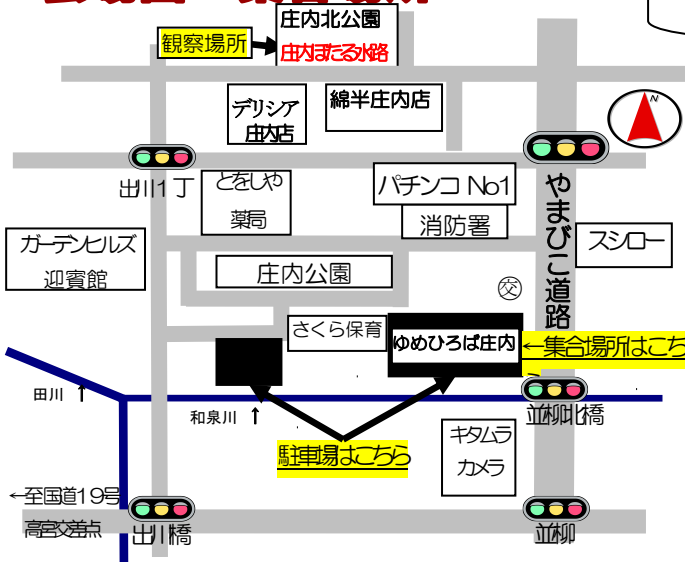 庄内北公園
観察場所
庄内ほたる水路
デリシア
庄内店
綿半庄内店
N
出川1丁
とをしや
薬局
パチンコ No1
消防署
やまびこ道路
スシロー
ガーデンヒルズ
迎賓館
庄内公園
交
さくら保育
ゆめひろば庄内
←集合場所はこち
田川 ↑
和泉川 ↑
並柳北橋
駐車場はこちら
キタムラ
カメラ
←至国道19号
高宮交差点
出川橋
並柳